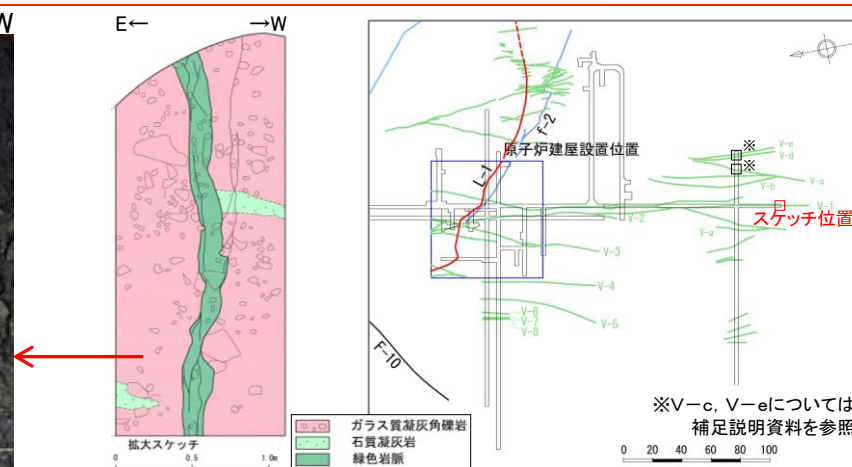 W
E←
→W
拡大スケッチ
0 0.5 1.0m
ガラス質凝灰角礫岩
石質凝灰岩
緑色岩脈
原子炉建屋設置位置
L-1
f-2
F-10
※
※
V-e
V-d
V-c
V-b
V-1
スケッチ位置
V-2
V-a
V-3
V-4
V-5
V-6
V-7
V-8
※V-c, V-eについては
補足説明資料を参照
0 20 40 60 80 100